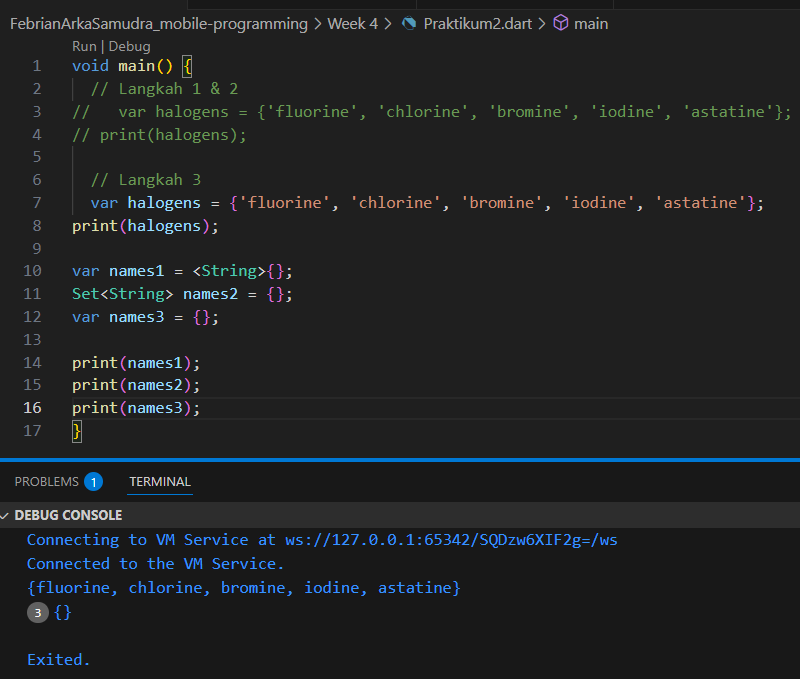 FebrianArkaSamudra_mobile-programming > Week 4 > Praktikum2.dart > main
Run | Debug
1 void main() {
2   // Langkah 1 & 2
3 //   var halogens = {'fluorine', 'chlorine', 'bromine', 'iodine', 'astatine'};
4 // print(halogens);
5
6   // Langkah 3
7   var halogens = {'fluorine', 'chlorine', 'bromine', 'iodine', 'astatine'};
8 print(halogens);
9
10 var names1 = <String>{};
11 Set<String> names2 = {};
12 var names3 = {};
13
14 print(names1);
15 print(names2);
16 print(names3);
17 }
PROBLEMS 1 TERMINAL
DEBUG CONSOLE
Connecting to VM Service at ws://127.0.0.1:65342/SQDzw6XIF2g=/ws
Connected to the VM Service.
{fluorine, chlorine, bromine, iodine, astatine}
3 {}
Exited.